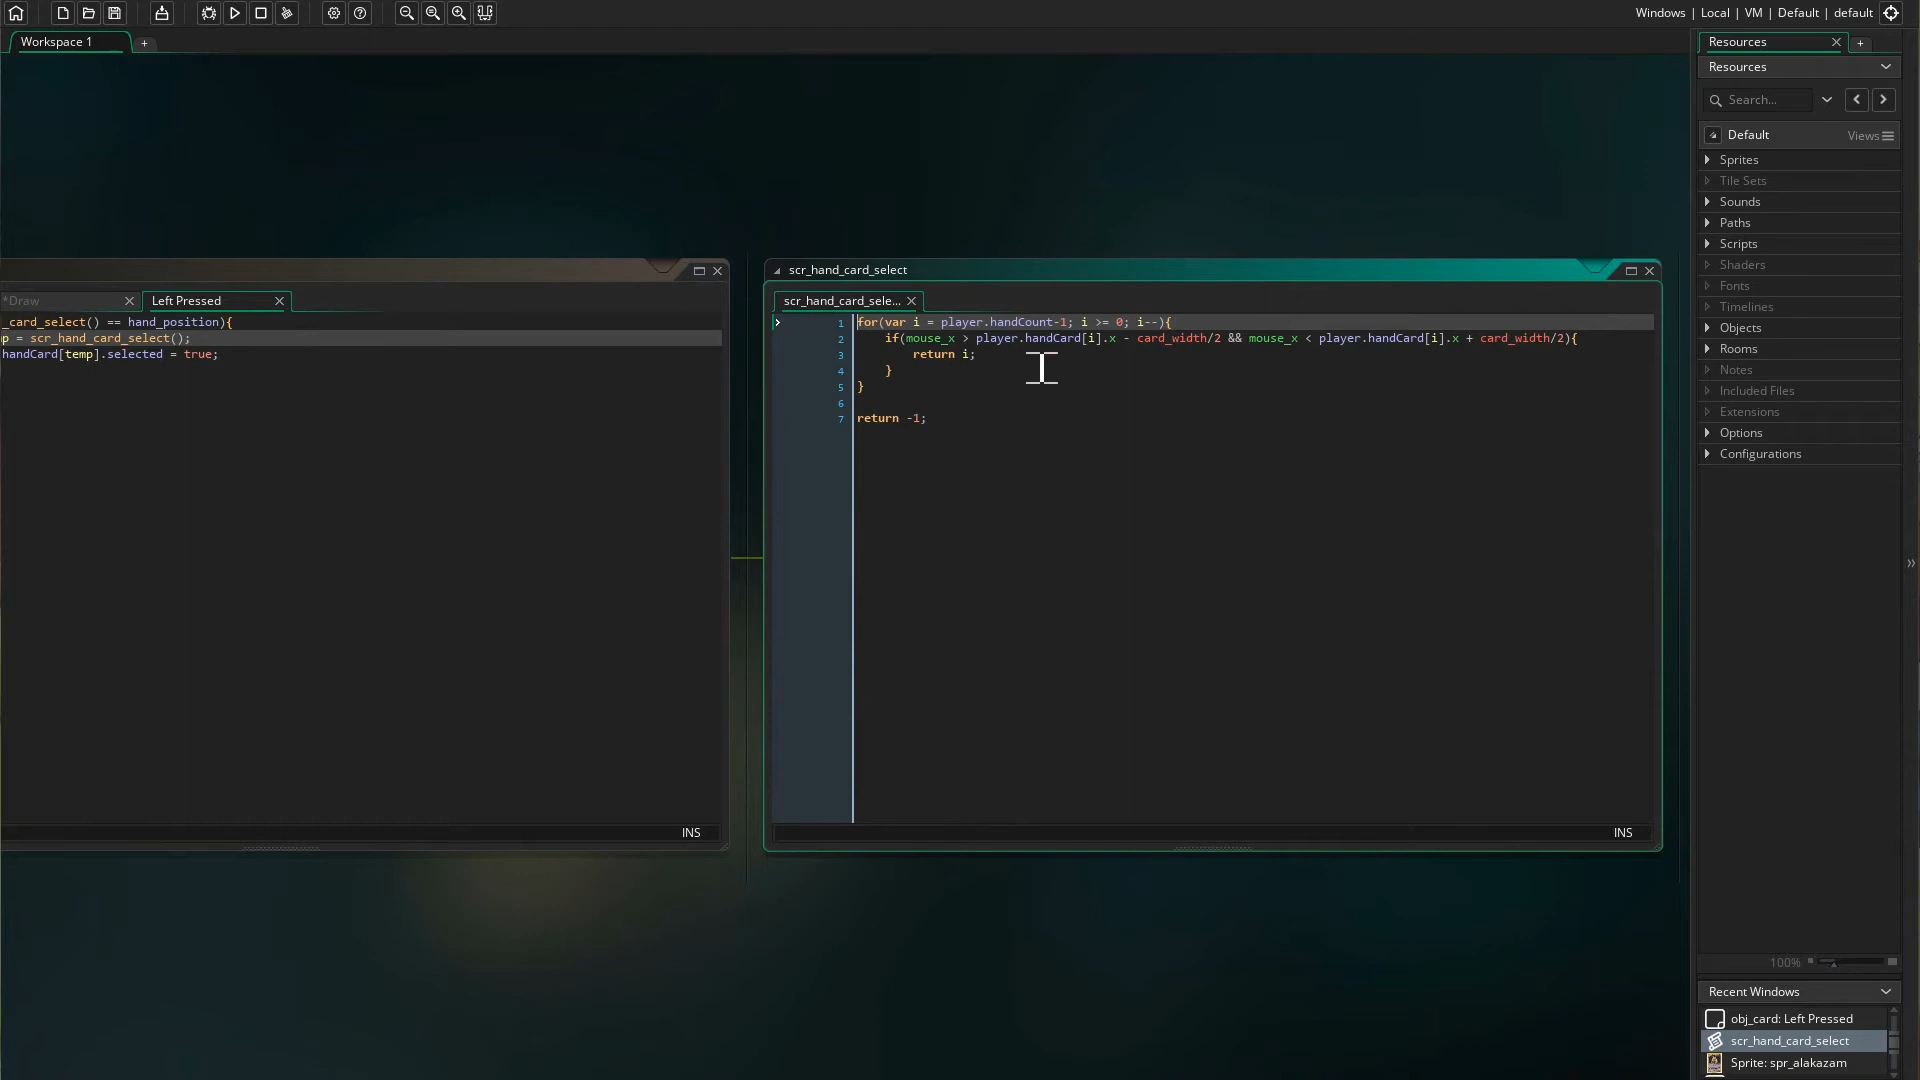 Windows | Local | VM | Default | default
Workspace 1
+
Resources
+
Resources
Search...
Default
Views
Sprites
Tile Sets
Sounds
Paths
Scripts
Shaders
Fonts
Timelines
Objects
Rooms
Notes
Included Files
Extensions
Options
Configurations
*Draw
Left Pressed
_card_select() == hand_position){
p = scr_hand_card_select();
handCard[temp].selected = true;
INS
scr_hand_card_select
scr_hand_card_sele...
1 for(var i = player.handCount-1; i >= 0; i--){
2 if(mouse_x > player.handCard[i].x - card_width/2 && mouse_x < player.handCard[i].x + card_width/2){
3 return i;
4 }
5 }
6
7 return -1;
INS
100%
Recent Windows
obj_card: Left Pressed
scr_hand_card_select
Sprite: spr_alakazam